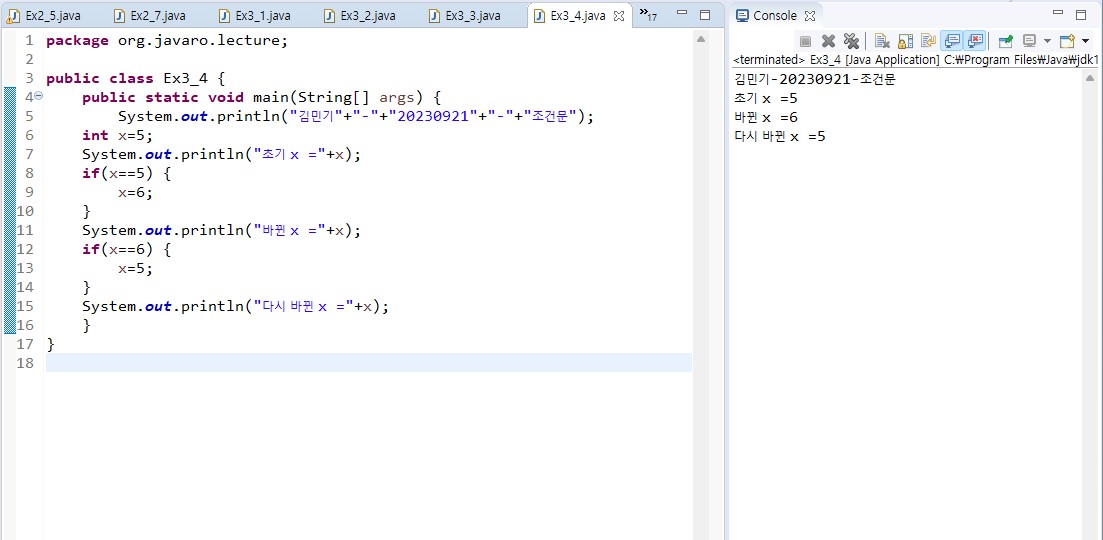 Ex2_5.java Ex2_7.java Ex3_1.java Ex3_2.java Ex3_3.java Ex3_4.java »17
1 package org.javaro.lecture;
2
3 public class Ex3_4 {
4 public static void main(String[] args) {
5 System.out.println("김민기"+"-"+"20230921"+"-"+"조건문");
6 int x=5;
7 System.out.println("초기 x ="+x);
8 if(x==5) {
9 x=6;
10 }
11 System.out.println("바뀐 x ="+x);
12 if(x==6) {
13 x=5;
14 }
15 System.out.println("다시 바뀐 x ="+x);
16 }
17 }
18
Console
<terminated> Ex3_4 [Java Application] C:₩Program Files₩Java₩jdk1
김민기-20230921-조건문
초기 x =5
바뀐 x =6
다시 바뀐 x =5